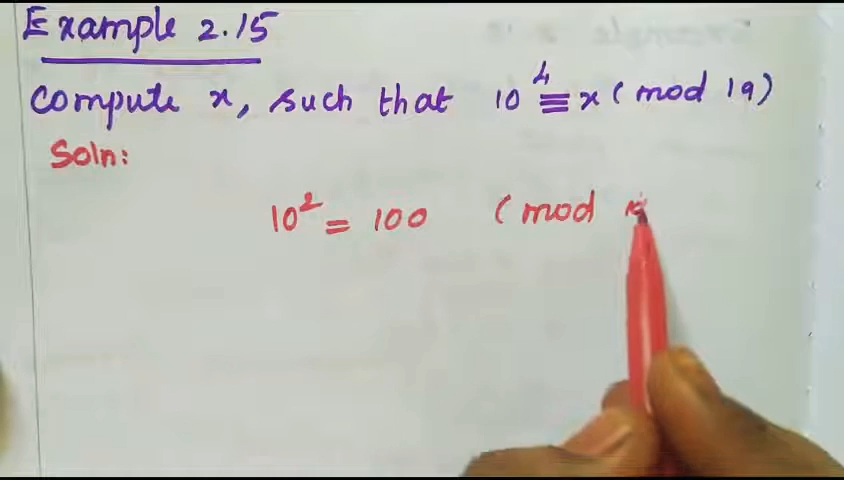 Example 2.15
Compute x, such that 10⁴ ≡ x (mod 19)
Soln:
10² = 100 (mod